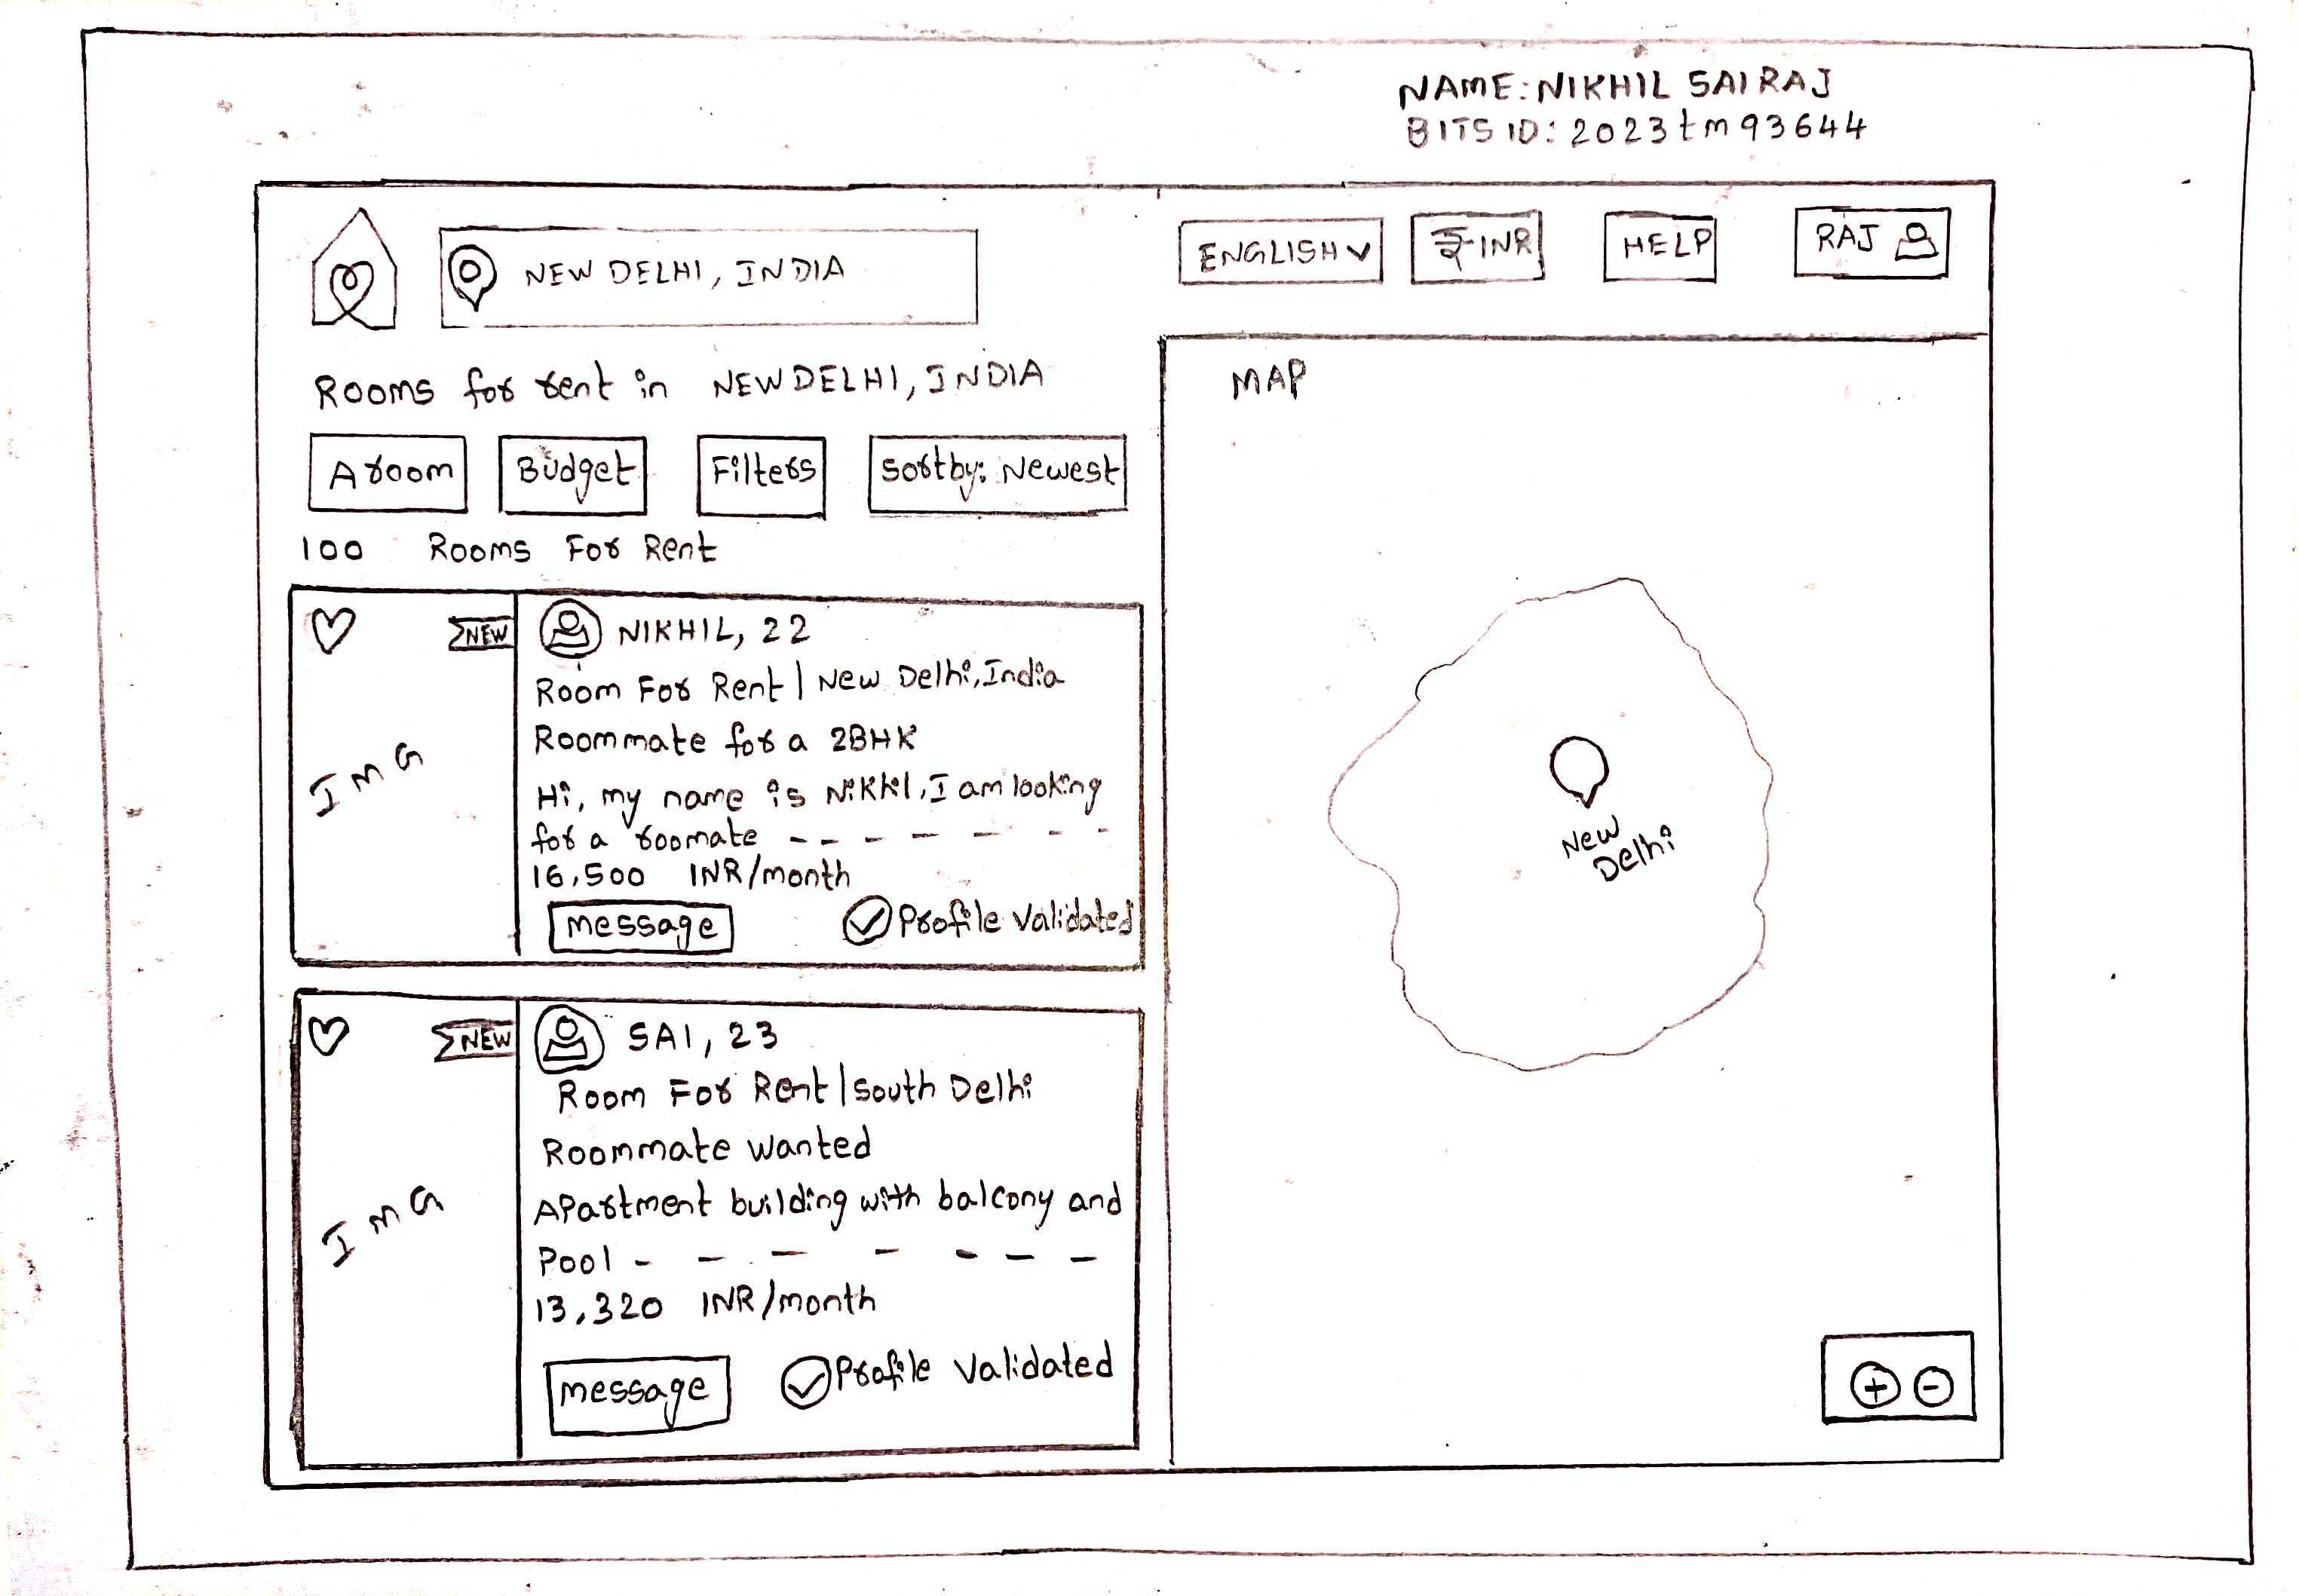 NAME: NIKHIL SAI RAJ
BITS ID: 2023tm93644
NEW DELHI, INDIA
ENGLISH
₹ INR
HELP
RAJ
Rooms for rent in NEW DELHI, INDIA
MAP
A room
Budget
Filters
Sort by: Newest
100 Rooms For Rent
NEW
NIKHIL, 22
Room For Rent | New Delhi, India
Roommate for a 2BHK
IMG
Hi, my name is Nikhil, I am looking
for a roomate -- - - - - -
16,500 INR/month
message
Profile Validated
New
Delhi
NEW
SAI, 23
Room For Rent | South Delhi
Roommate wanted
IMG
Apartment building with balcony and
Pool - - - - - - -
13,320 INR/month
message
Profile Validated
+ -